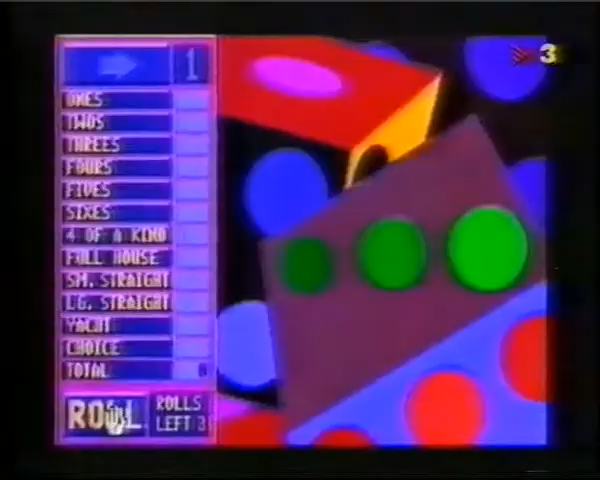 1
3
ONES
TWOS
THREES
FOURS
FIVES
SIXES
4 OF A KIND
FULL HOUSE
SM. STRAIGHT
LG. STRAIGHT
YACHT
CHOICE
TOTAL 0
ROLL
ROLLS
LEFT 3